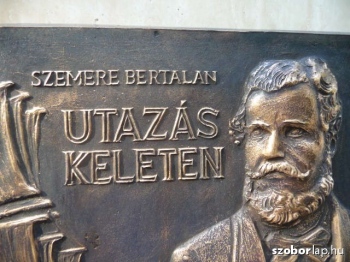 SZEMERE BERTALAN
UTAZÁS
KELETEN
szoborlap.hu